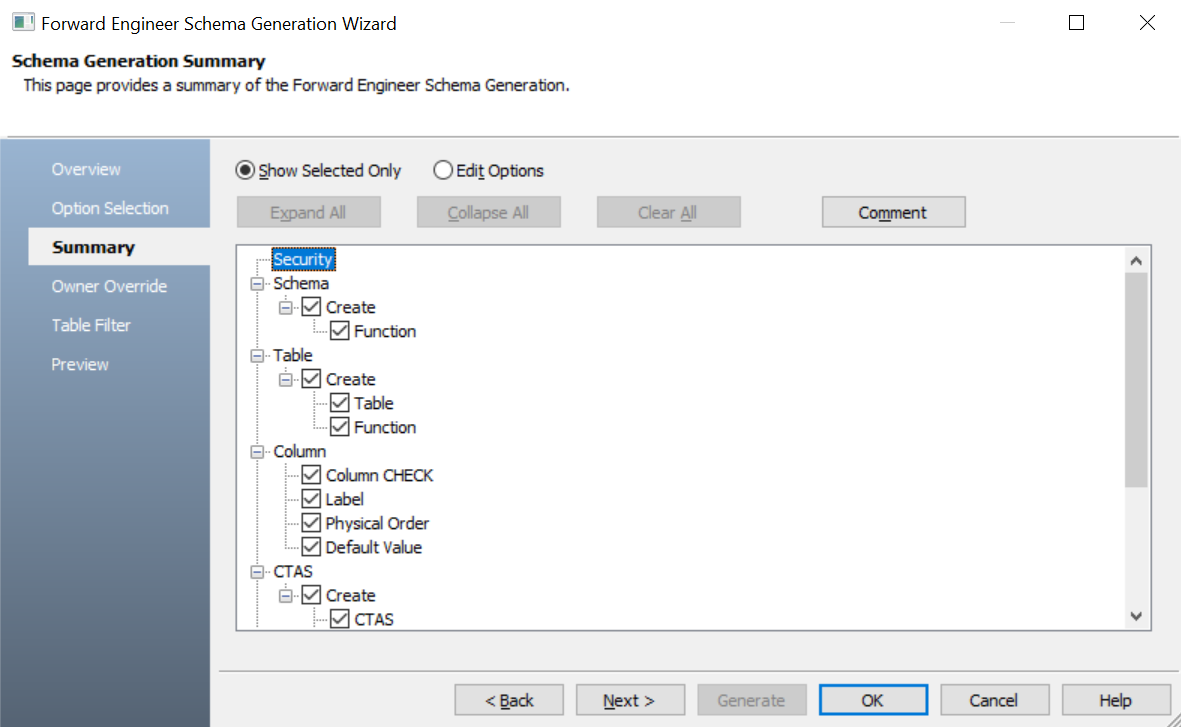 Forward Engineer Schema Generation Wizard
Schema Generation Summary
This page provides a summary of the Forward Engineer Schema Generation.
Overview
Option Selection
Summary
Owner Override
Table Filter
Preview
Show Selected Only Edit Options
Expand All Collapse All Clear All Comment
Security
Schema
Create
Function
Table
Create
Table
Function
Column
Column CHECK
Label
Physical Order
Default Value
CTAS
Create
CTAS
< Back Next > Generate OK Cancel Help